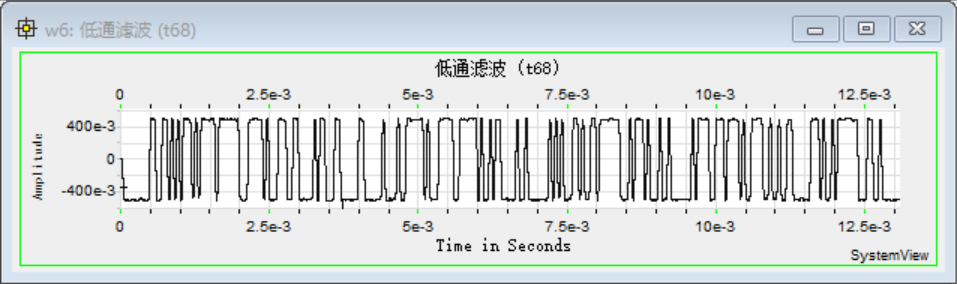 w6: 低通滤波 (t68)
低通滤波 (t68)
0 2.5e-3 5e-3 7.5e-3 10e-3 12.5e-3
400e-3
0
-400e-3
Amplitude
0 2.5e-3 5e-3 7.5e-3 10e-3 12.5e-3
Time in Seconds
SystemView